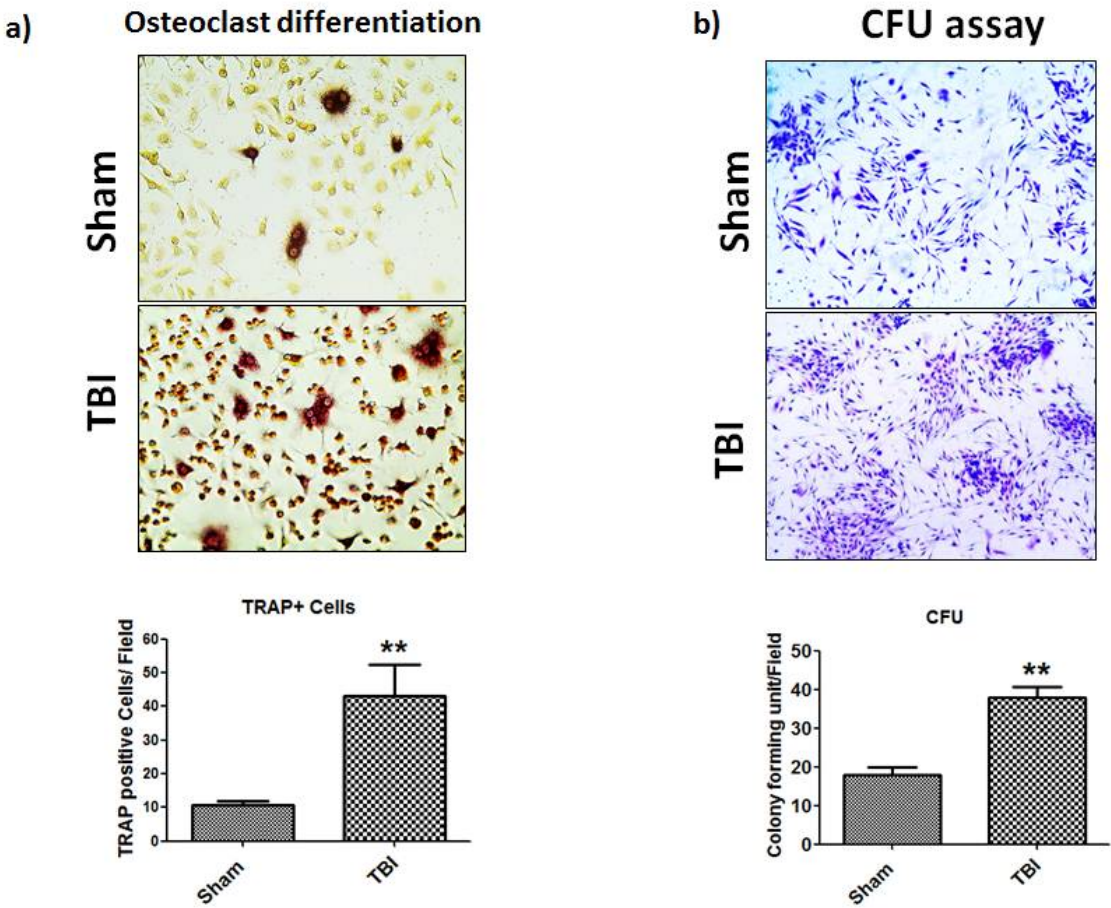 a)
Osteoclast differentiation
Sham
TBI
TRAP+ Cells
TRAP positive Cells/ Field
60
50
40
30
20
10
0
**
Sham
TBI
b)
CFU assay
Sham
TBI
CFU
Colony forming unit/Field
50
40
30
20
10
0
**
Sham
TBI